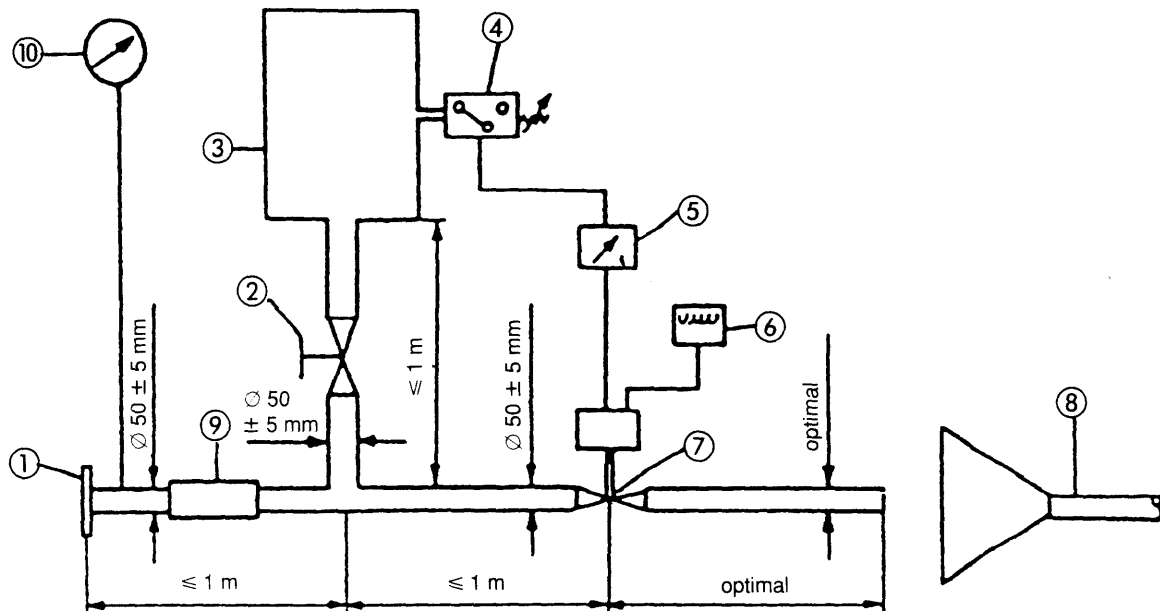 ⑩
④
③
⑤
②
⑥
⌀ 50 ± 5 mm
⌀ 50
± 5 mm
≤ 1 m
⌀ 50 ± 5 mm
optimal
⑧
⑨
①
⑦
≤ 1 m
≤ 1 m
optimal